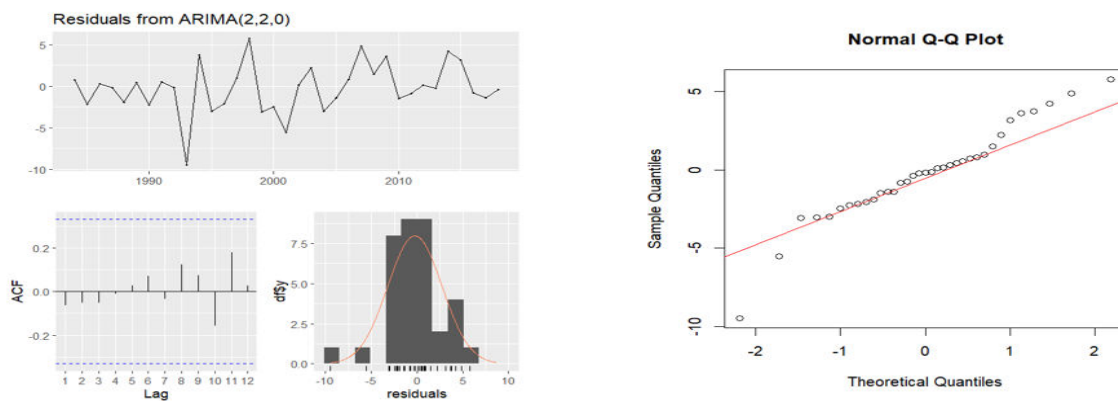 Residuals from ARIMA(2,2,0)
5
0
-5
-10
1990 2000 2010
ACF
0.2
0.0
-0.2
1 2 3 4 5 6 7 8 9 10 11 12
Lag
df$y
7.5
5.0
2.5
0.0
-10 -5 0 5 10
residuals
Normal Q-Q Plot
Sample Quantiles
5
0
-5
-10
-2 -1 0 1 2
Theoretical Quantiles